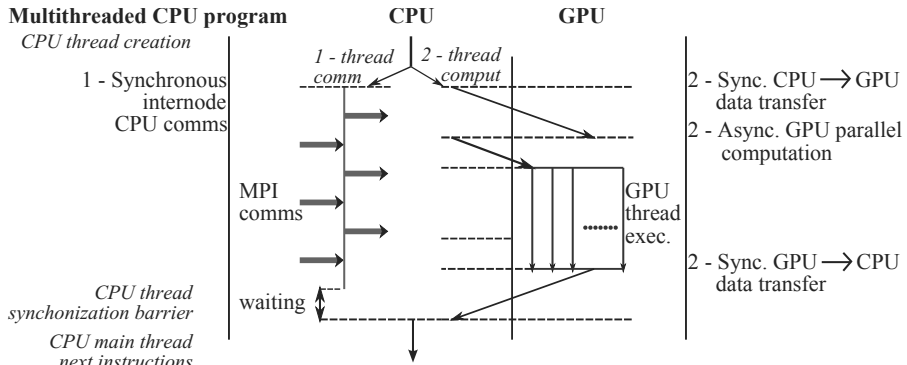 Multithreaded CPU program
CPU
GPU
CPU thread creation
1 - thread
comm
2 - thread
comput
1 - Synchronous
internode
CPU comms
2 - Sync. CPU → GPU
data transfer
2 - Async. GPU parallel
computation
MPI
comms
GPU
thread
exec.
2 - Sync. GPU → CPU
data transfer
CPU thread
synchonization barrier
waiting
CPU main thread
next instructions